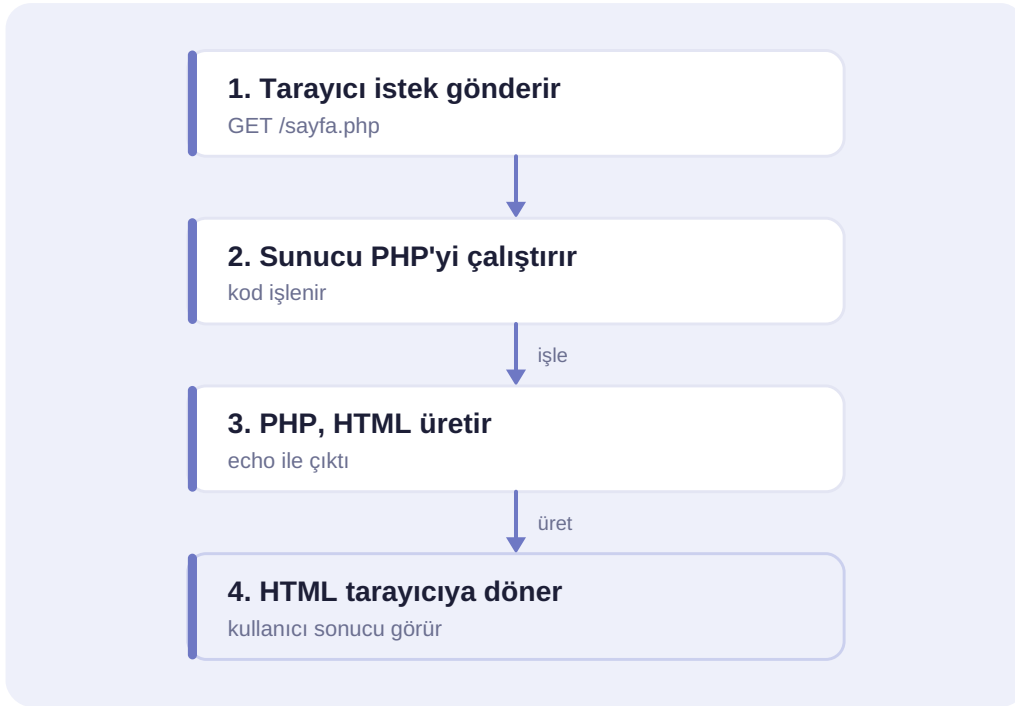 1. Tarayıcı istek gönderir
GET /sayfa.php
2. Sunucu PHP'yi çalıştırır
kod işlenir
işle
3. PHP, HTML üretir
echo ile çıktı
üret
4. HTML tarayıcıya döner
kullanıcı sonucu görür